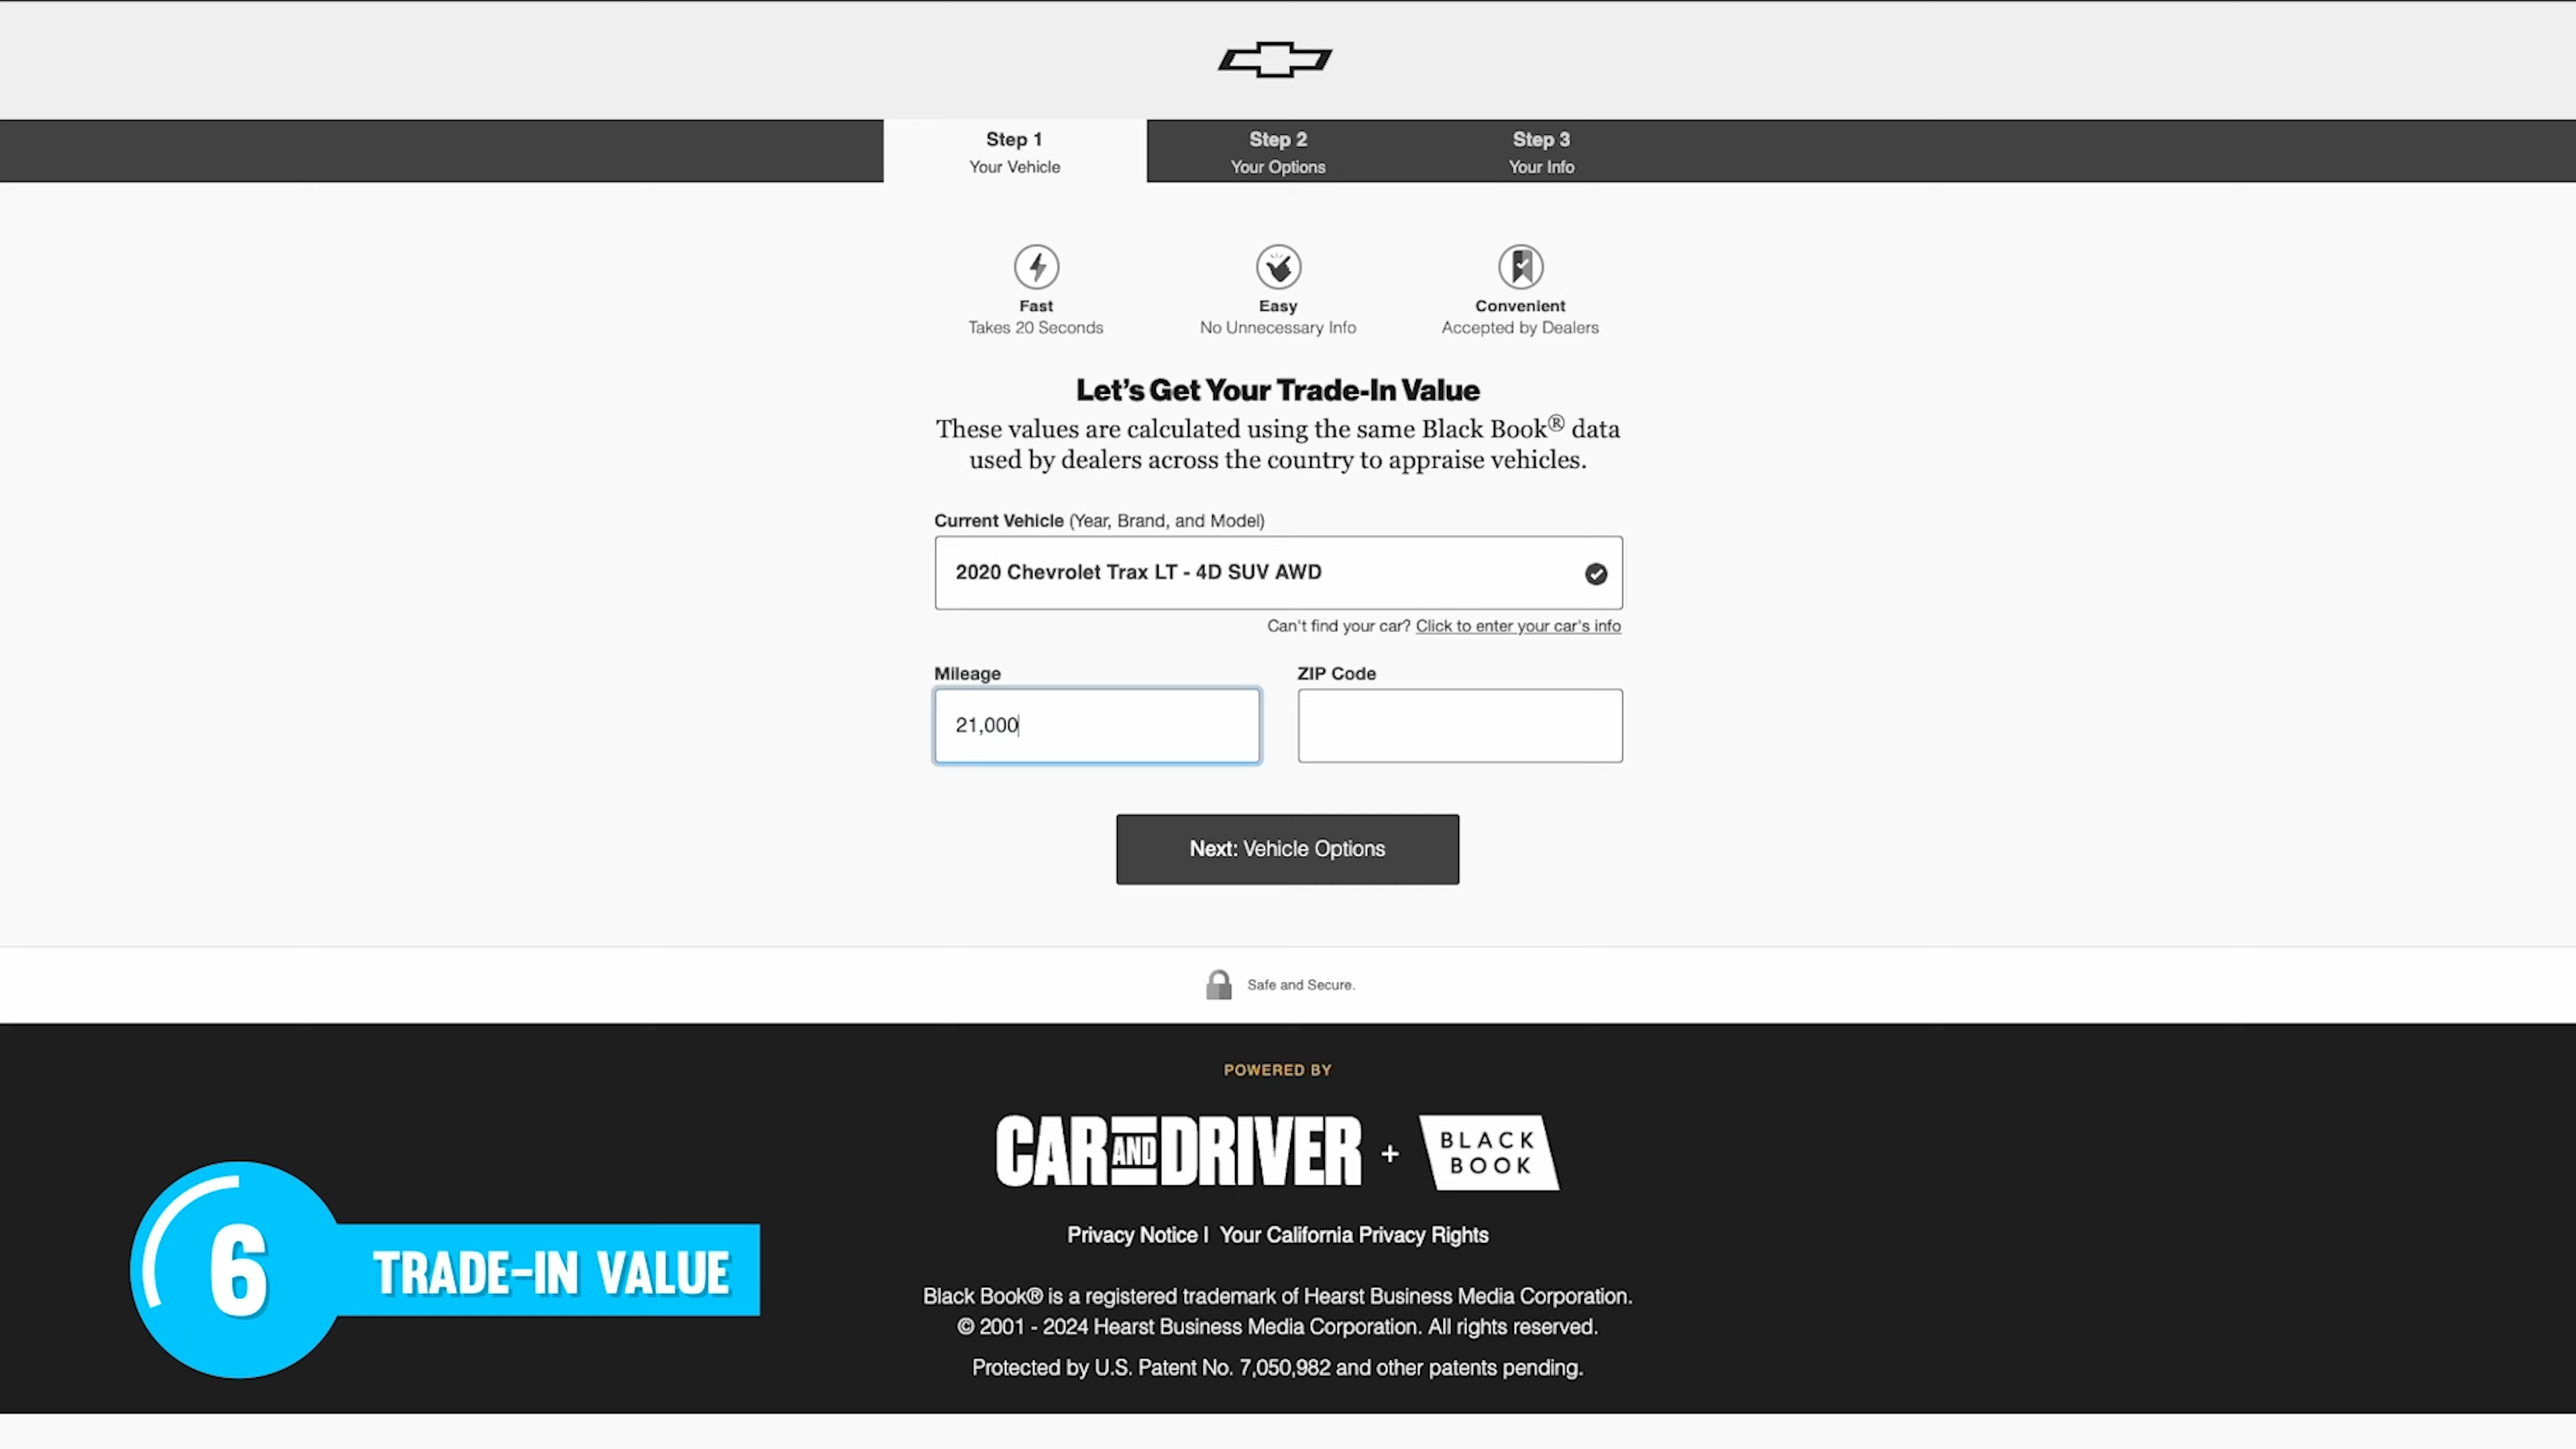 Step 1
Your Vehicle
Step 2
Your Options
Step 3
Your Info
Fast
Takes 20 Seconds
Easy
No Unnecessary Info
Convenient
Accepted by Dealers
Let's Get Your Trade-In Value
These values are calculated using the same Black Book® data
used by dealers across the country to appraise vehicles.
Current Vehicle (Year, Brand, and Model)
2020 Chevrolet Trax LT - 4D SUV AWD
Can't find your car? Click to enter your car's info
Mileage
ZIP Code
21,000
Next: Vehicle Options
Safe and Secure.
POWERED BY
CAR AND DRIVER + BLACK BOOK
Privacy Notice | Your California Privacy Rights
Black Book® is a registered trademark of Hearst Business Media Corporation.
© 2001 - 2024 Hearst Business Media Corporation. All rights reserved.
Protected by U.S. Patent No. 7,050,982 and other patents pending.
6
TRADE-IN VALUE